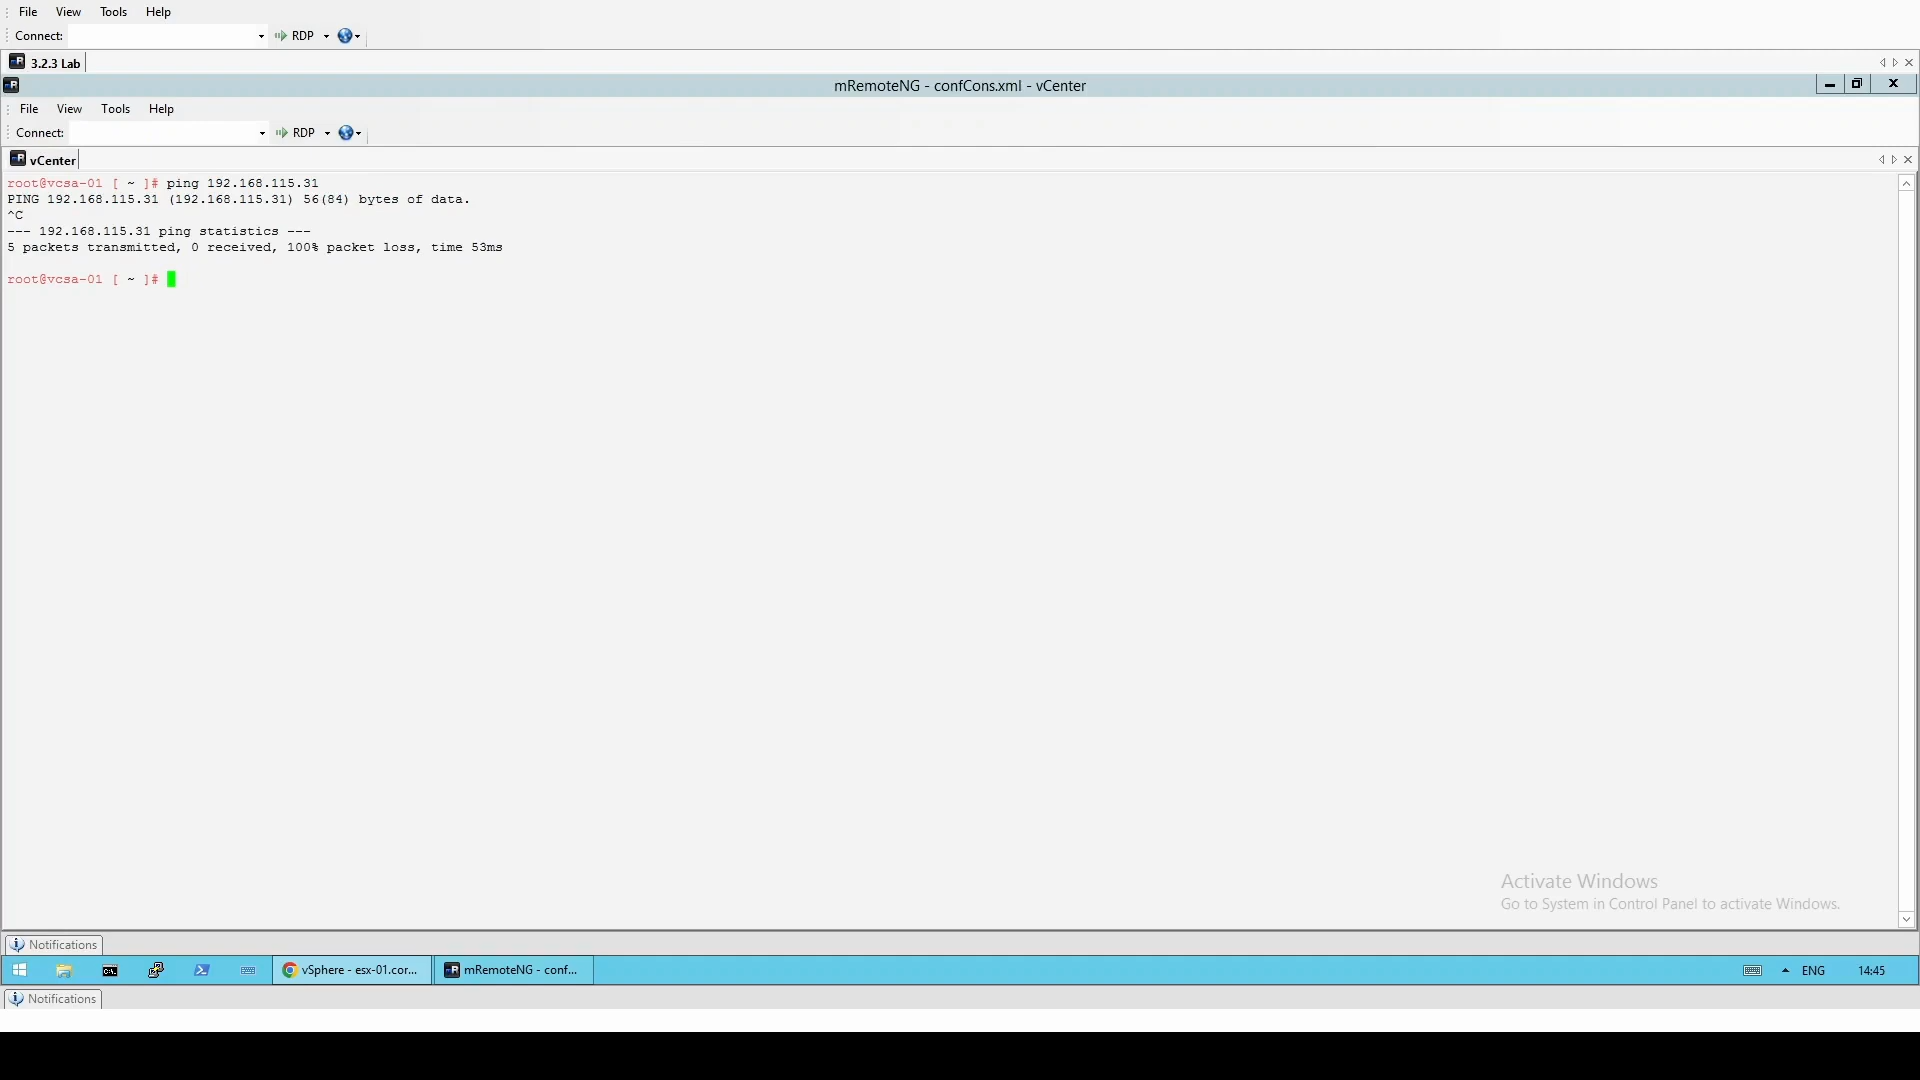 File View Tools Help
Connect: RDP
3.2.3 Lab
mRemoteNG - confCons.xml - vCenter
File View Tools Help
Connect: RDP
vCenter
root@vcsa-01 [ ~ ]# ping 192.168.115.31
PING 192.168.115.31 (192.168.115.31) 56(84) bytes of data.
^C
--- 192.168.115.31 ping statistics ---
5 packets transmitted, 0 received, 100% packet loss, time 53ms
root@vcsa-01 [ ~ ]#
Activate Windows
Go to System in Control Panel to activate Windows.
Notifications
vSphere - esx-01.cor... mRemoteNG - conf... ENG 14:45
Notifications